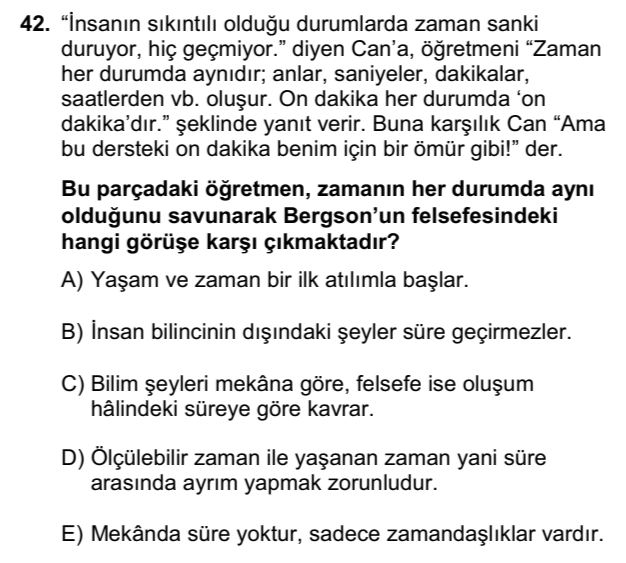 42. “İnsanın sıkıntılı olduğu durumlarda zaman sanki
duruyor, hiç geçmiyor.” diyen Can’a, öğretmeni “Zaman
her durumda aynıdır; anlar, saniyeler, dakikalar,
saatlerden vb. oluşur. On dakika her durumda ‘on
dakika’dır.” şeklinde yanıt verir. Buna karşılık Can “Ama
bu dersteki on dakika benim için bir ömür gibi!” der.
Bu parçadaki öğretmen, zamanın her durumda aynı
olduğunu savunarak Bergson’un felsefesindeki
hangi görüşe karşı çıkmaktadır?
A) Yaşam ve zaman bir ilk atılımla başlar.
B) İnsan bilincinin dışındaki şeyler süre geçirmezler.
C) Bilim şeyleri mekâna göre, felsefe ise oluşum
hâlindeki süreye göre kavrar.
D) Ölçülebilir zaman ile yaşanan zaman yani süre
arasında ayrım yapmak zorunludur.
E) Mekânda süre yoktur, sadece zamandaşlıklar vardır.